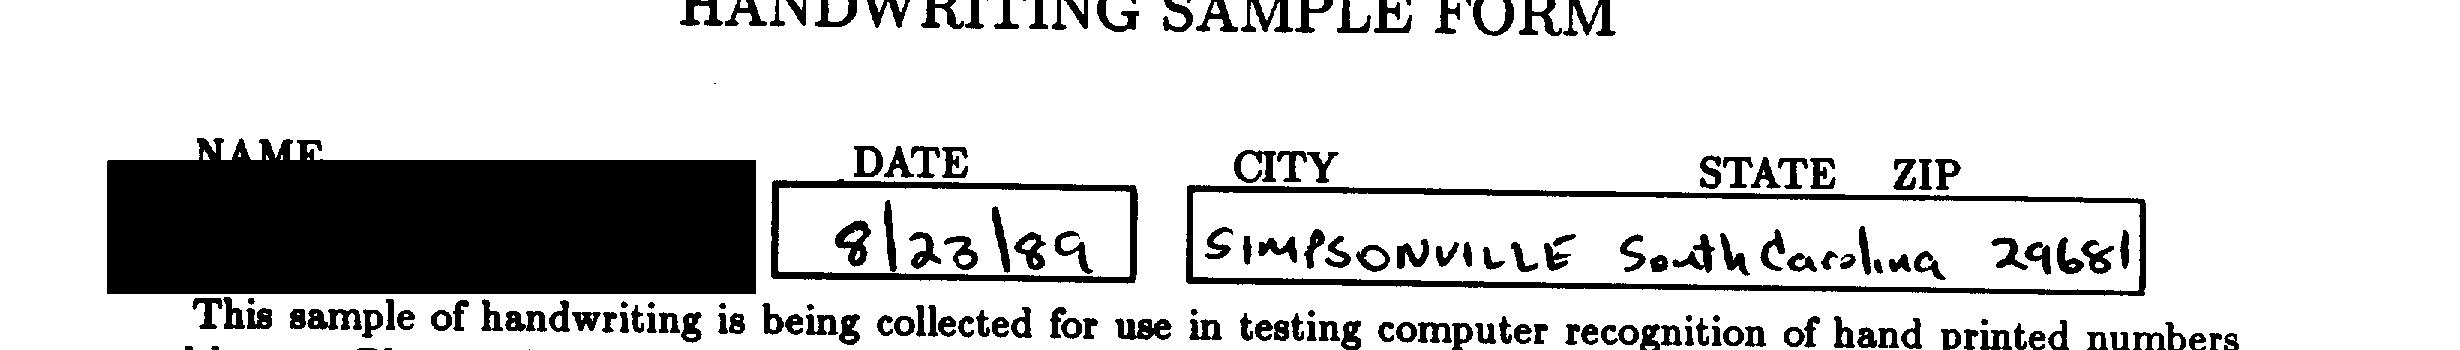 HANDWRITING SAMPLE FORM
NAME DATE CITY STATE ZIP
8/23/89 SIMPSONVILLE South Carolina 29681
This sample of handwriting is being collected for use in testing computer recognition of hand printed numbers